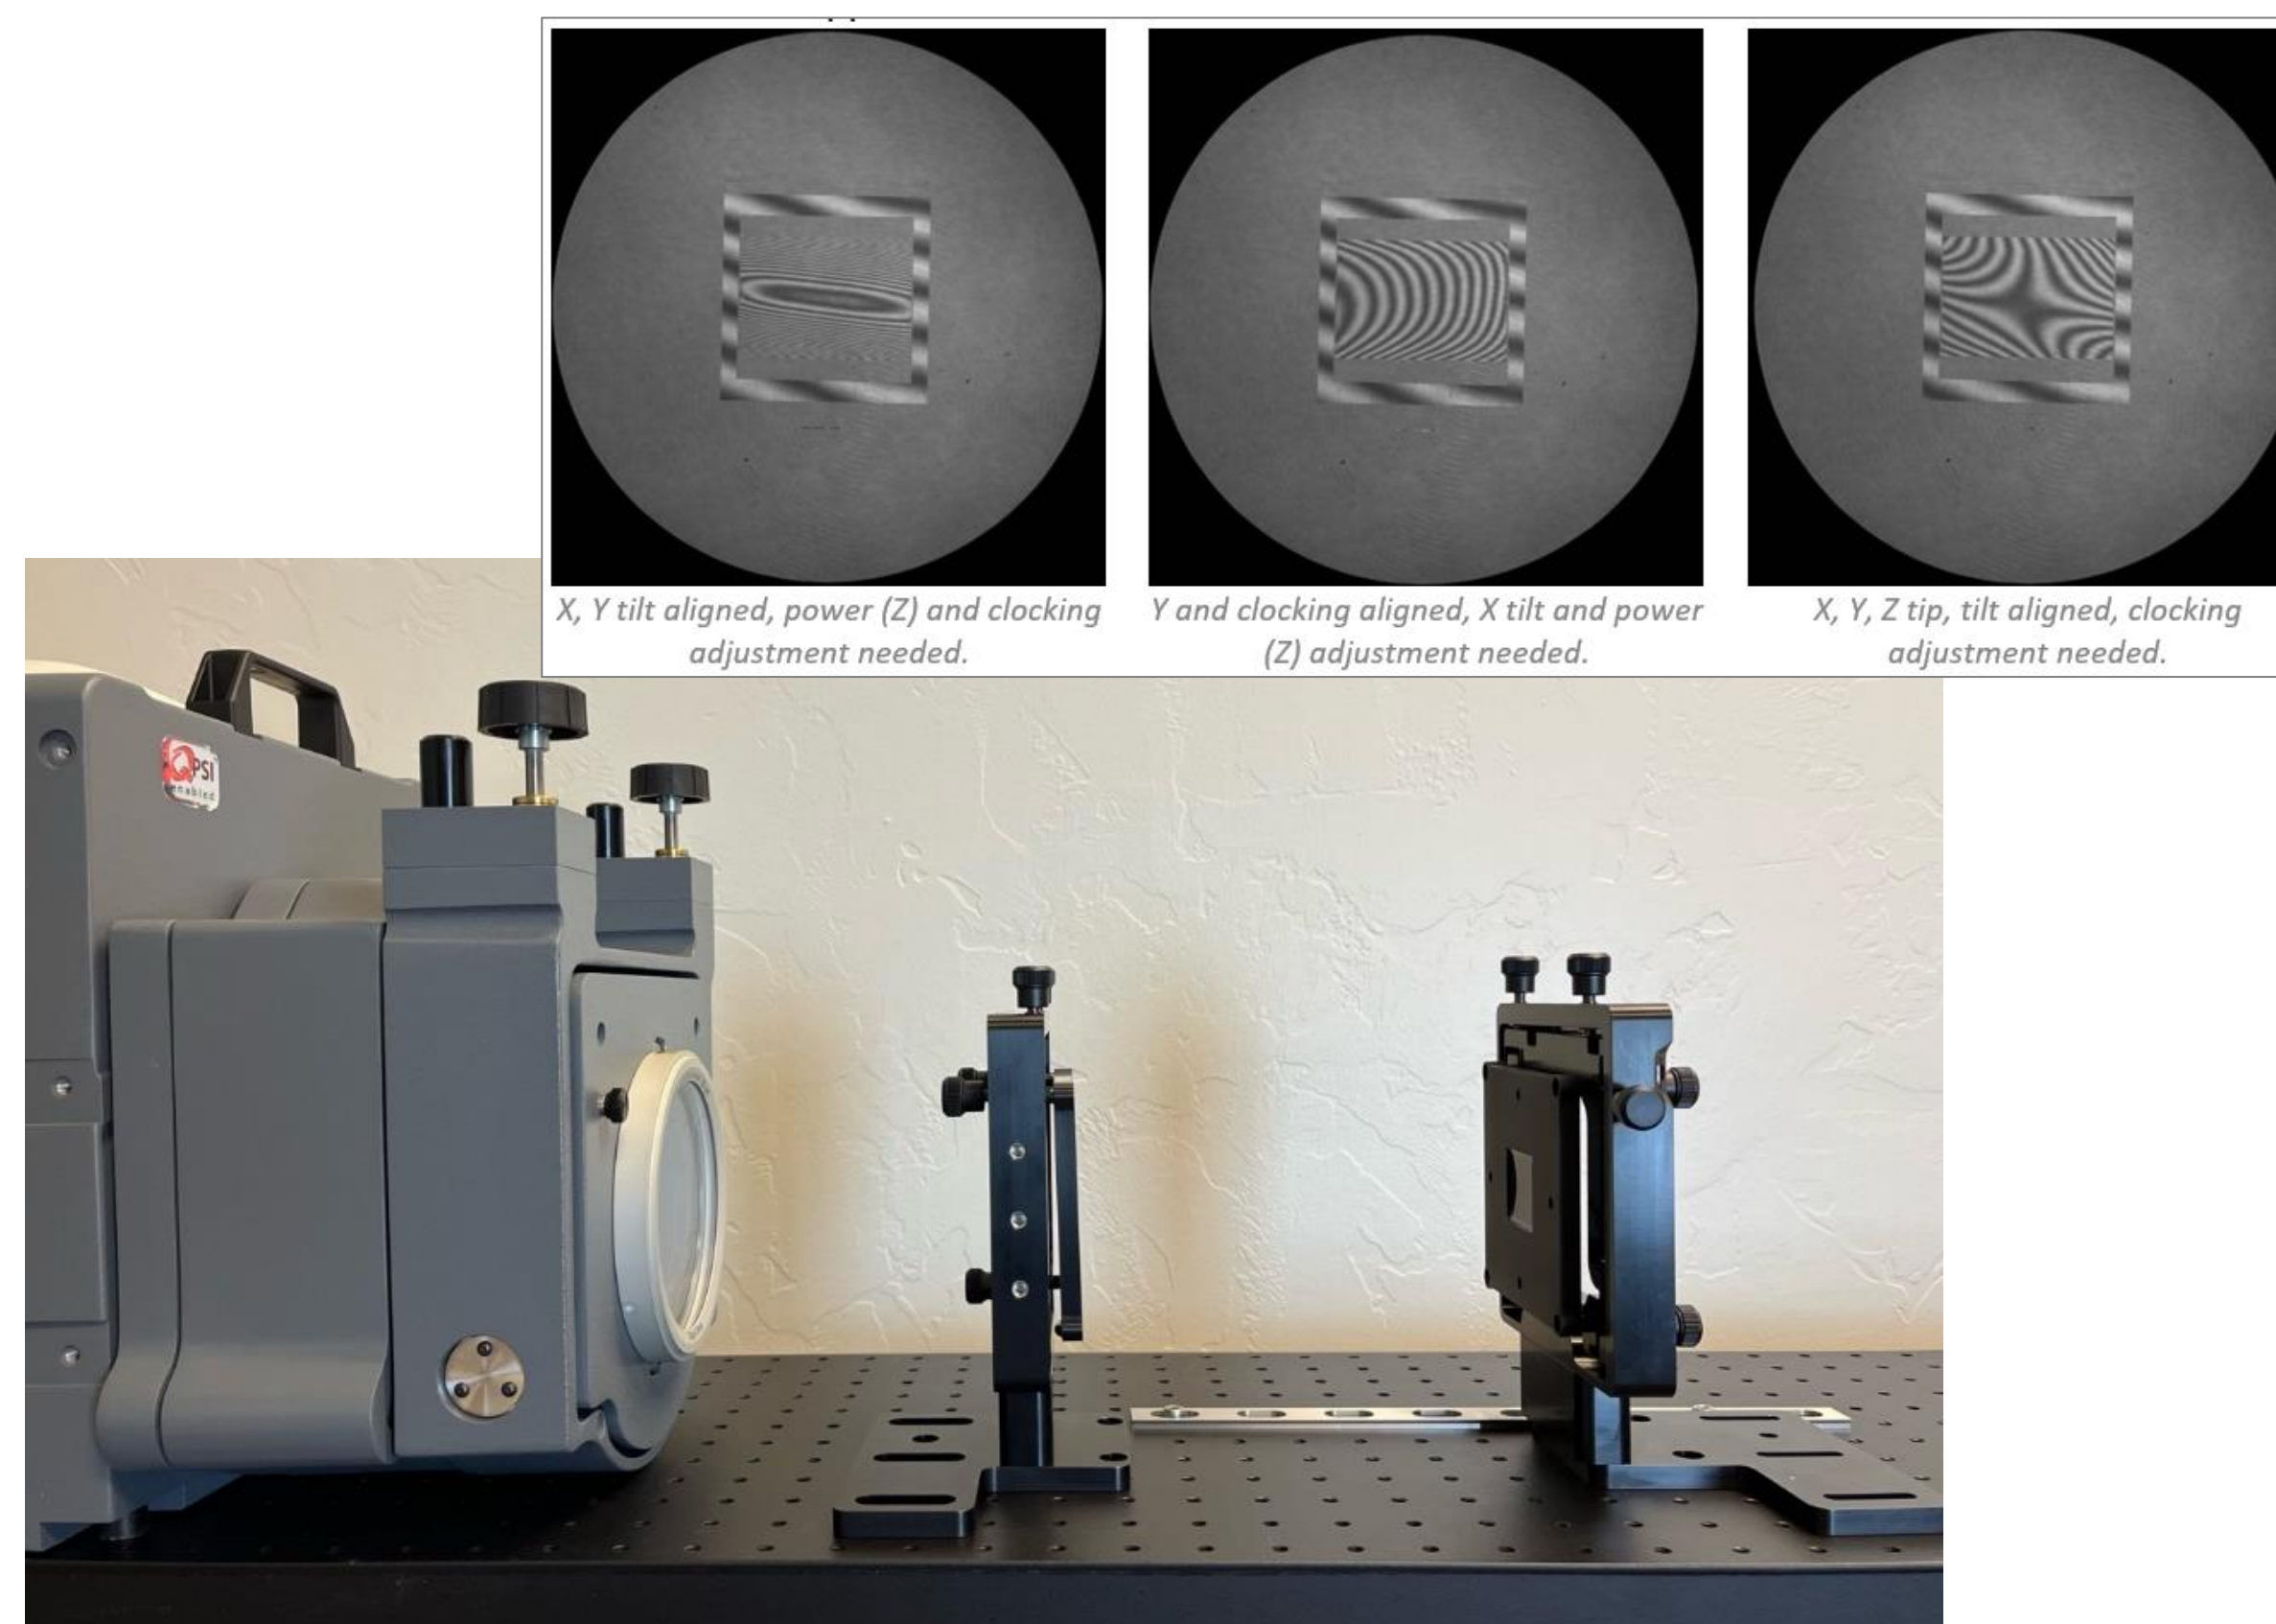 X, Y tilt aligned, power (Z) and clocking
adjustment needed.
Y and clocking aligned, X tilt and power
(Z) adjustment needed.
X, Y, Z tip, tilt aligned, clocking
adjustment needed.
PSI
enabled